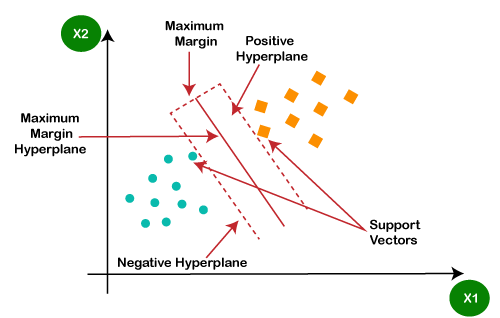 X2
Maximum
Margin
Positive
Hyperplane
Maximum
Margin
Hyperplane
Support
Vectors
Negative Hyperplane
X1